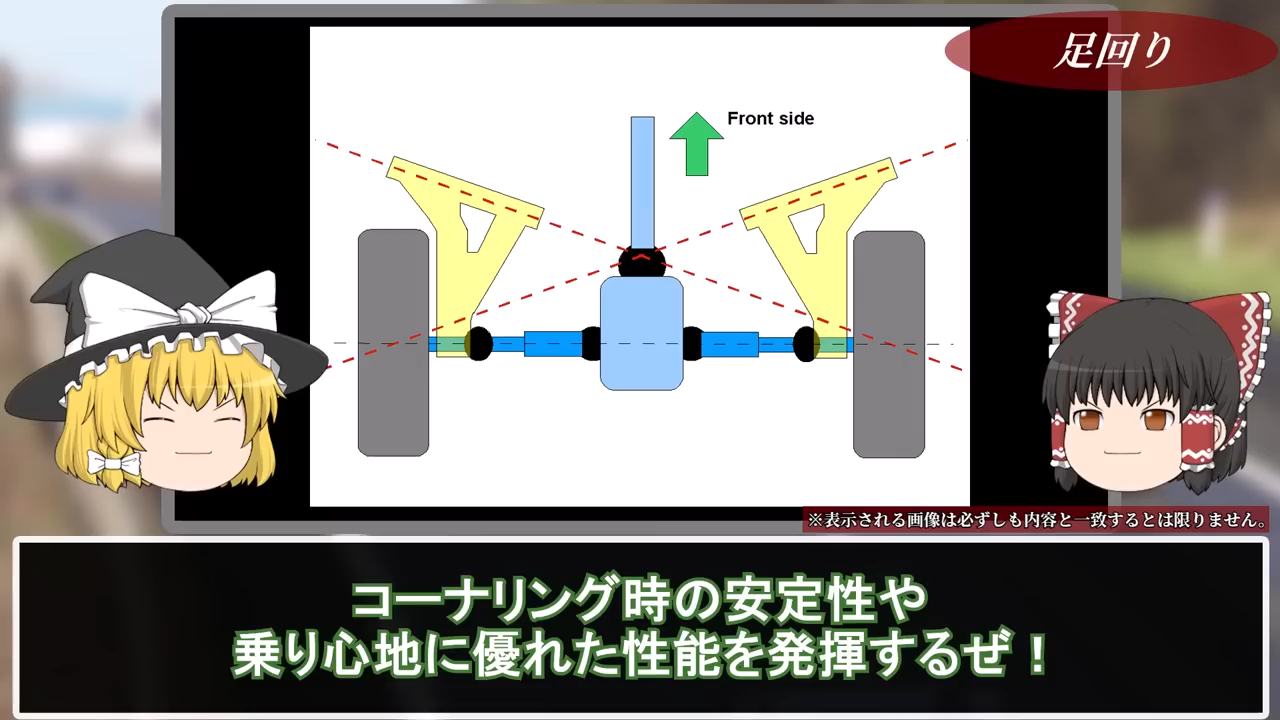 足回り
Front side
※表示される画像は必ずしも内容と一致するとは限りません。
コーナリング時の安定性や
乗り心地に優れた性能を発揮するぜ！